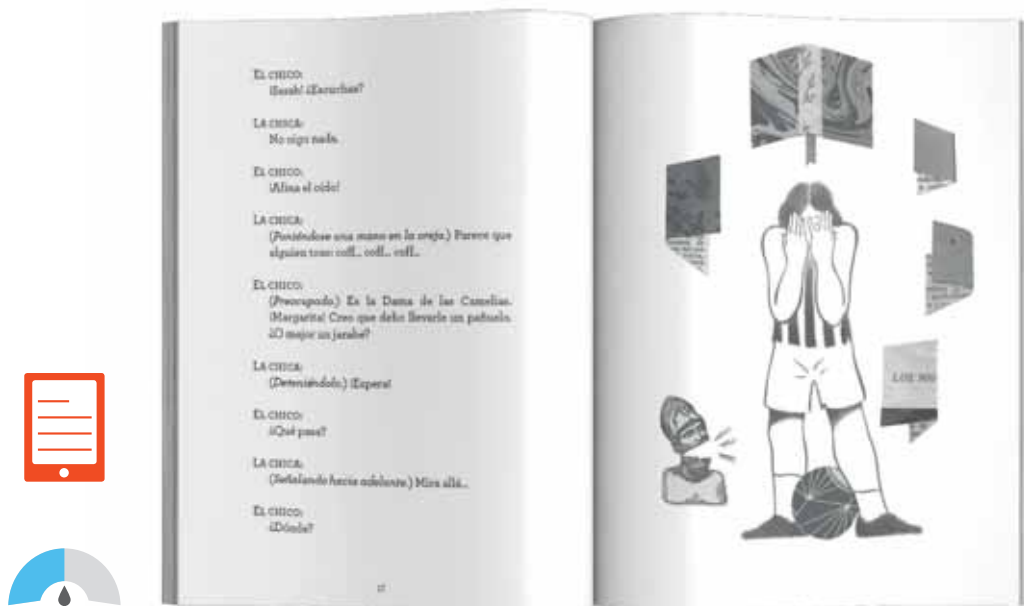 EL CHICO:
¡Sarah! ¿Escuchas?
LA CHICA:
No oigo nada.
EL CHICO:
¡Afina el oído!
LA CHICA:
(Poniéndose una mano en la oreja.) Parece que
alguien tose: coff... coff... coff...
EL CHICO:
(Preocupado.) Es la Dama de las Camelias.
¡Margarita! Creo que debo llevarle un pañuelo.
¿O mejor un jarabe?
LA CHICA:
(Deteniéndolo.) ¡Espera!
EL CHICO:
¿Qué pasa?
LA CHICA:
(Señalando hacia adelante.) Mira allá...
EL CHICO:
¿Dónde?
LOS